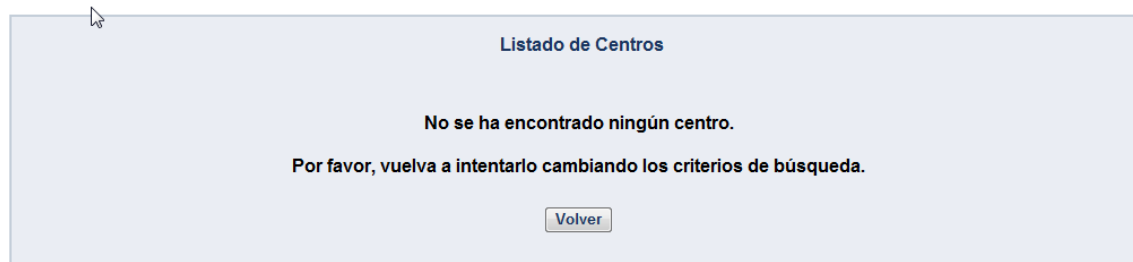 Listado de Centros
No se ha encontrado ningún centro.
Por favor, vuelva a intentarlo cambiando los criterios de búsqueda.
Volver